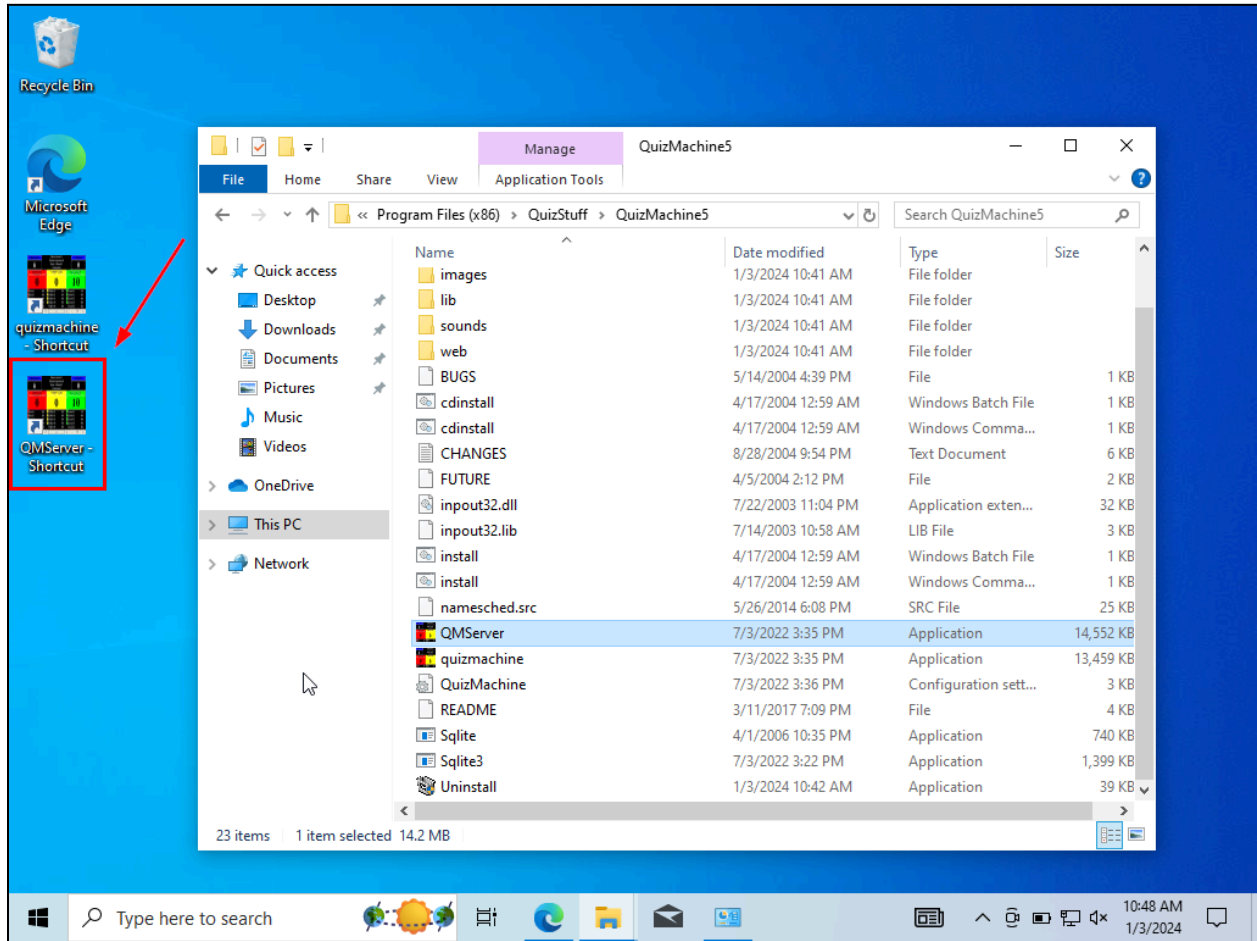 Recycle Bin
Microsoft
Edge
quizmachine
- Shortcut
QMServer -
Shortcut
Manage
QuizMachine5
File
Home
Share
View
Application Tools
« Program Files (x86) > QuizStuff > QuizMachine5
Search QuizMachine5
Quick access
Desktop
Downloads
Documents
Pictures
Music
Videos
OneDrive
This PC
Network
Name Date modified Type Size
images 1/3/2024 10:41 AM File folder
lib 1/3/2024 10:41 AM File folder
sounds 1/3/2024 10:41 AM File folder
web 1/3/2024 10:41 AM File folder
BUGS 5/14/2004 4:39 PM File 1 KB
cdinstall 4/17/2004 12:59 AM Windows Batch File 1 KB
cdinstall 4/17/2004 12:59 AM Windows Comma... 1 KB
CHANGES 8/28/2004 9:54 PM Text Document 6 KB
FUTURE 4/5/2004 2:12 PM File 2 KB
inpout32.dll 7/22/2003 11:04 PM Application exten... 32 KB
inpout32.lib 7/14/2003 10:58 AM LIB File 3 KB
install 4/17/2004 12:59 AM Windows Batch File 1 KB
install 4/17/2004 12:59 AM Windows Comma... 1 KB
namesched.src 5/26/2014 6:08 PM SRC File 25 KB
QMServer 7/3/2022 3:35 PM Application 14,552 KB
quizmachine 7/3/2022 3:35 PM Application 13,459 KB
QuizMachine 7/3/2022 3:36 PM Configuration sett... 3 KB
README 3/11/2017 7:09 PM File 4 KB
Sqlite 4/1/2006 10:35 PM Application 740 KB
Sqlite3 7/3/2022 3:22 PM Application 1,399 KB
Uninstall 1/3/2024 10:42 AM Application 39 KB
23 items 1 item selected 14.2 MB
Type here to search
10:48 AM
1/3/2024